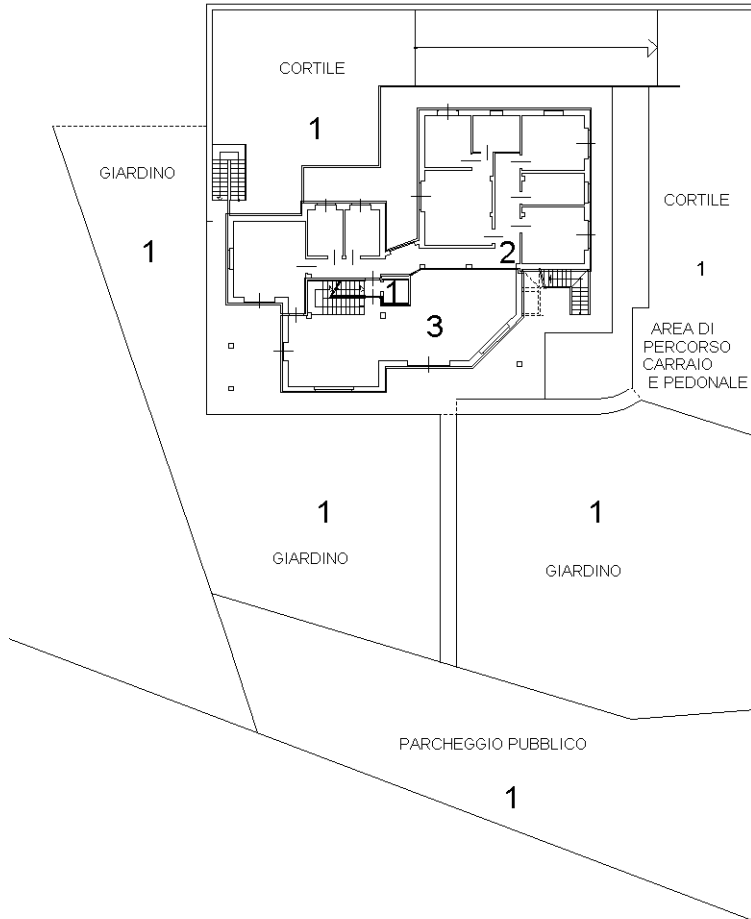 CORTILE
1
GIARDINO
1
CORTILE
1
2
1
3
AREA DI
PERCORSO
CARRAIO
E PEDONALE
1
GIARDINO
1
GIARDINO
PARCHEGGIO PUBBLICO
1